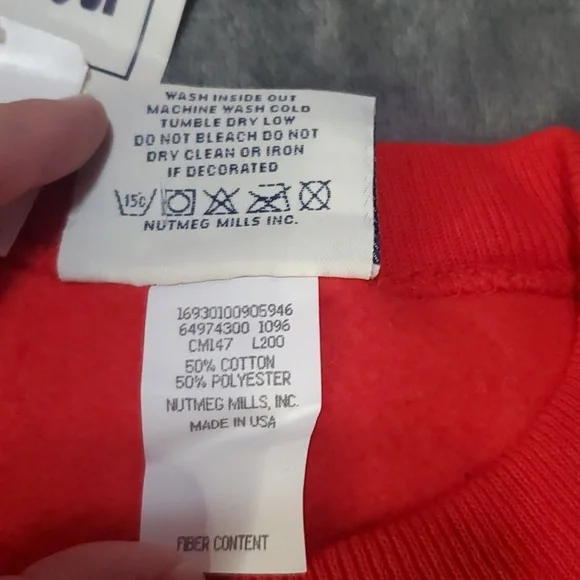 WASH INSIDE OUT
MACHINE WASH COLD
TUMBLE DRY LOW
DO NOT BLEACH DO NOT
DRY CLEAN OR IRON
IF DECORATED
150
NUTMEG MILLS INC.
16930100905946
64974300 1096
CM147 L200
50% COTTON
50% POLYESTER
NUTMEG MILLS, INC.
MADE IN USA
FIBER CONTENT